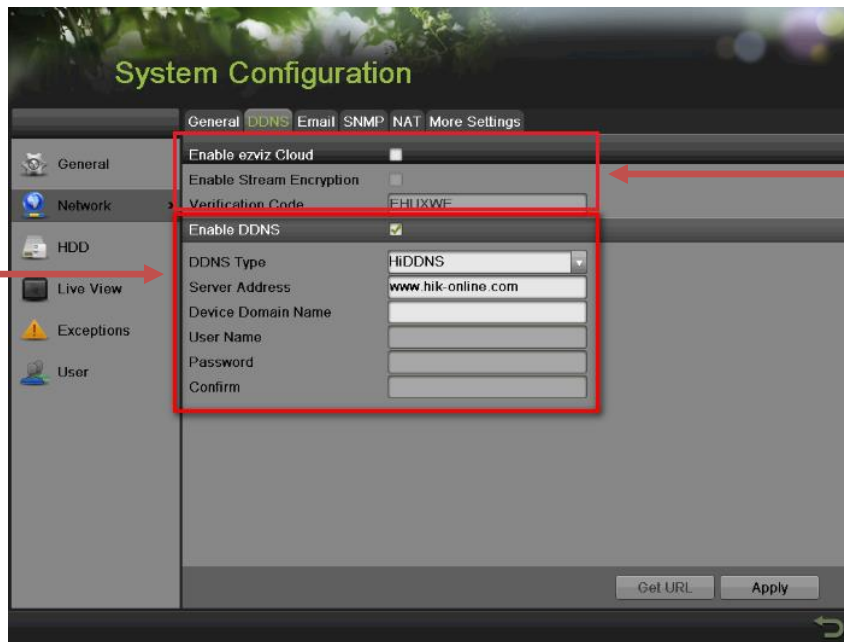 System Configuration
General DDNS Email SNMP NAT More Settings
General
Network
HDD
Live View
Exceptions
User
Enable ezviz Cloud
Enable Stream Encryption
Verification Code EHUXWE
Enable DDNS
DDNS Type HiDDNS
Server Address www.hik-online.com
Device Domain Name
User Name
Password
Confirm
Get URL Apply